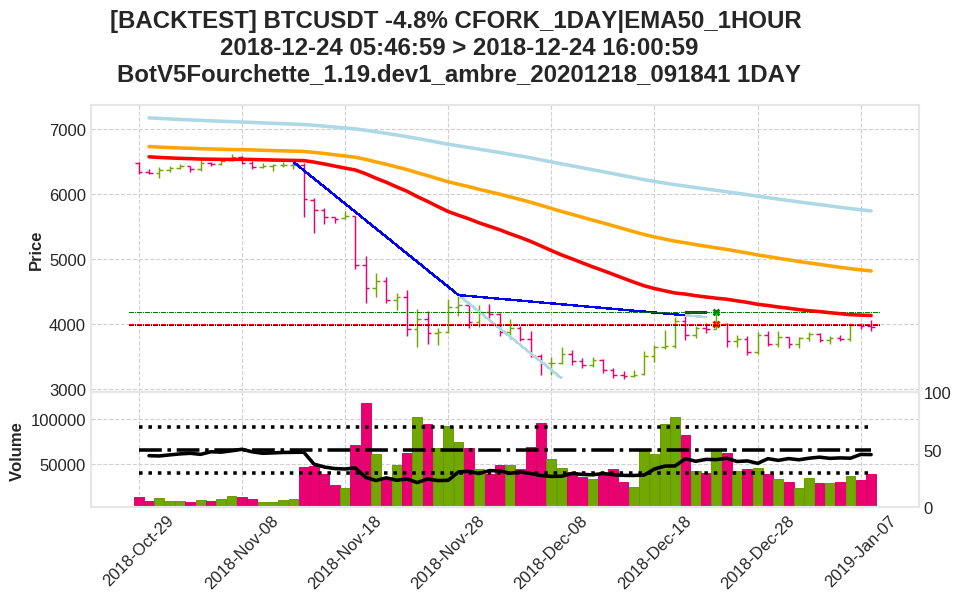 [BACKTEST] BTCUSDT -4.8% CFORK_1DAY|EMA50_1HOUR
2018-12-24 05:46:59 > 2018-12-24 16:00:59
BotV5Fourchette_1.19.dev1_ambre_20201218_091841 1DAY
Price
7000
6000
5000
4000
3000
Volume
100000
50000
100
50
0
2018-Oct-29
2018-Nov-08
2018-Nov-18
2018-Nov-28
2018-Dec-08
2018-Dec-18
2018-Dec-28
2019-Jan-07